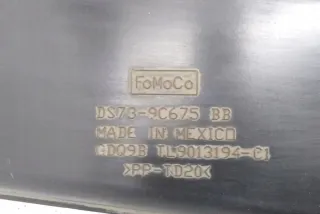 FoMoCo
DS73-9C675 BB
MADE IN MEXICO
GD09B TL9013194-C1
>PP-TD20<